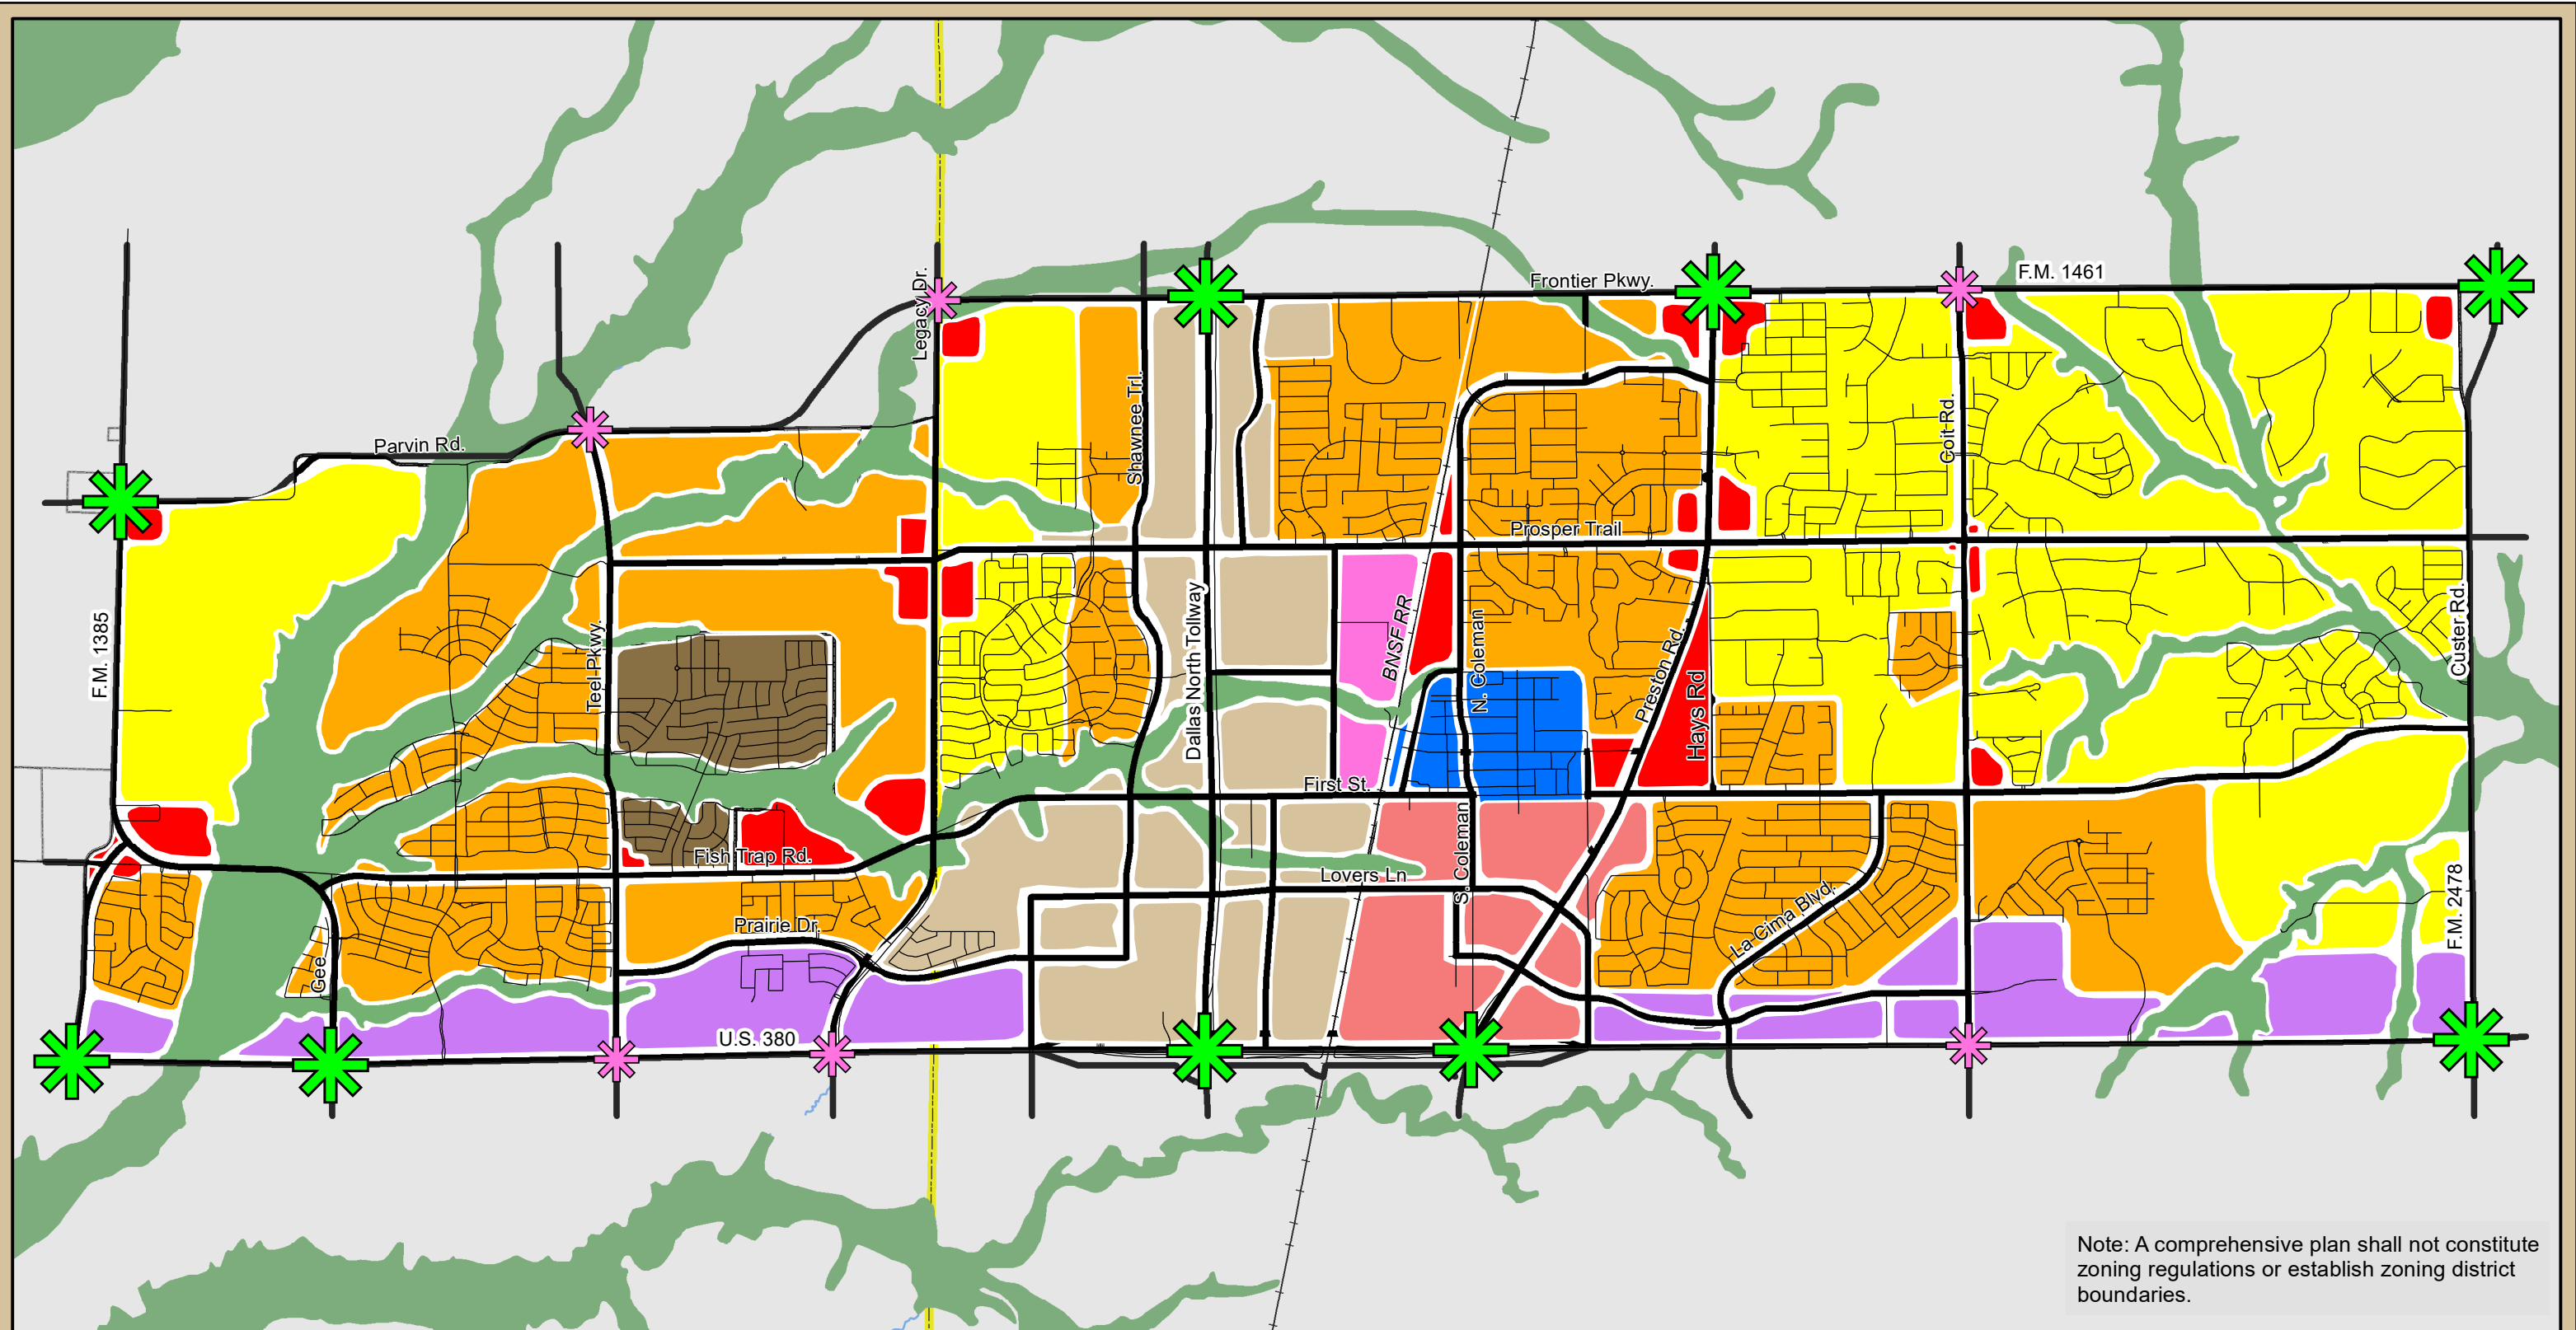 F.M. 1461
Frontier Pkwy.
Legacy Dr.
Shawnee Trl.
Coit Rd.
Parvin Rd.
Prosper Trail
F.M. 1385
Teel Pkwy.
Dallas North Tollway
BNSF RR
N. Coleman
Preston Rd.
Hays Rd
Custer Rd.
First St.
Fish Trap Rd.
Lovers Ln
S. Coleman
La Cima Blvd.
F.M. 2478
Prairie Dr.
Gee
U.S. 380
Note: A comprehensive plan shall not constitute
zoning regulations or establish zoning district
boundaries.